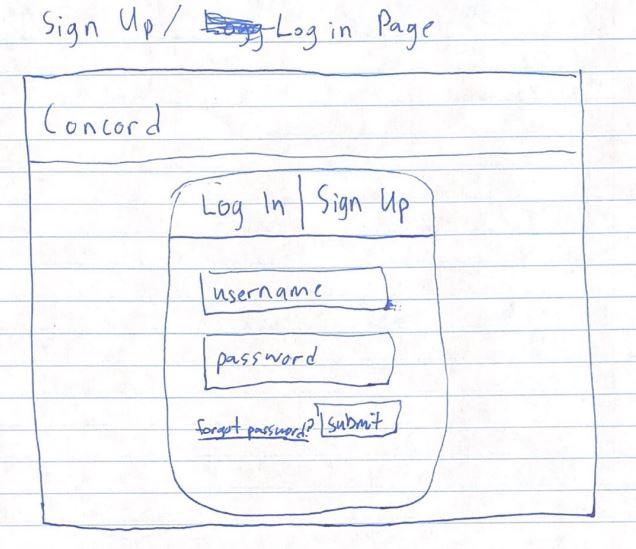 Sign Up/ Log in Page
Concord
Log In | Sign Up
username
password
forgot password? submit